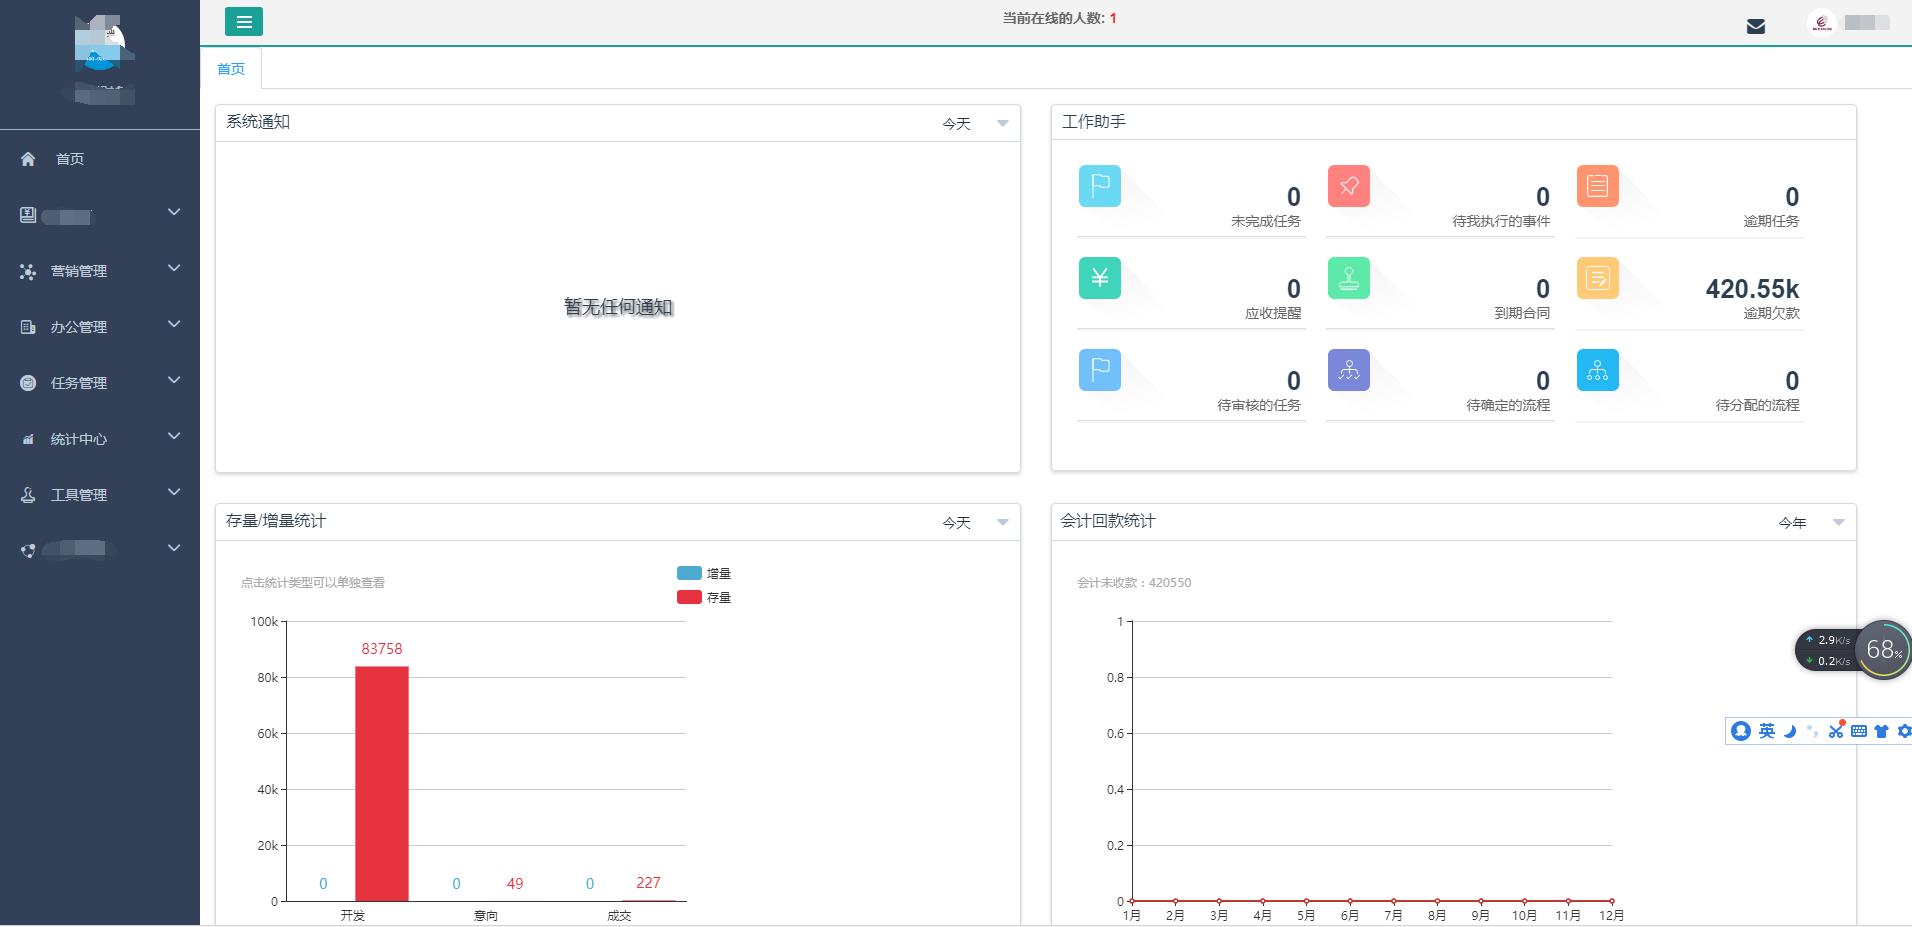 当前在线的人数: 1
首页
首页
营销管理
办公管理
任务管理
统计中心
工具管理
系统通知
今天
暂无任何通知
工作助手
0
未完成任务
0
待我执行的事件
0
逾期任务
0
应收提醒
0
到期合同
420.55k
逾期欠款
0
待审核的任务
0
待确定的流程
0
待分配的流程
存量/增量统计
今天
点击统计类型可以单独查看
增量
存量
100k
80k
60k
40k
20k
0
83758
0
0
49
0
227
开发
意向
成交
会计回款统计
今年
会计未收款：420550
1
0.8
0.6
0.4
0.2
0
1月
2月
3月
4月
5月
6月
7月
8月
9月
10月
11月
12月
2.9K/s
0.2K/s
68%
英